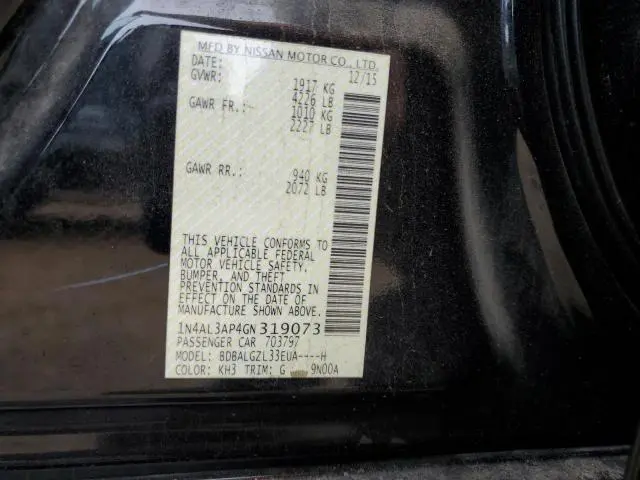 MFD BY NISSAN MOTOR CO., LTD.
DATE: 12/15
GVWR: 1917 KG
4226 LB
GAWR FR.: 1010 KG
2227 LB
GAWR RR.: 940 KG
2072 LB
THIS VEHICLE CONFORMS TO
ALL APPLICABLE FEDERAL
MOTOR VEHICLE SAFETY,
BUMPER, AND THEFT
PREVENTION STANDARDS IN
EFFECT ON THE DATE OF
MANUFACTURE SHOWN ABOVE.
1N4AL3AP4GN319073
PASSENGER CAR 703797
MODEL: BDBALGZL33EUA----H
COLOR: KH3 TRIM: G 9N00A